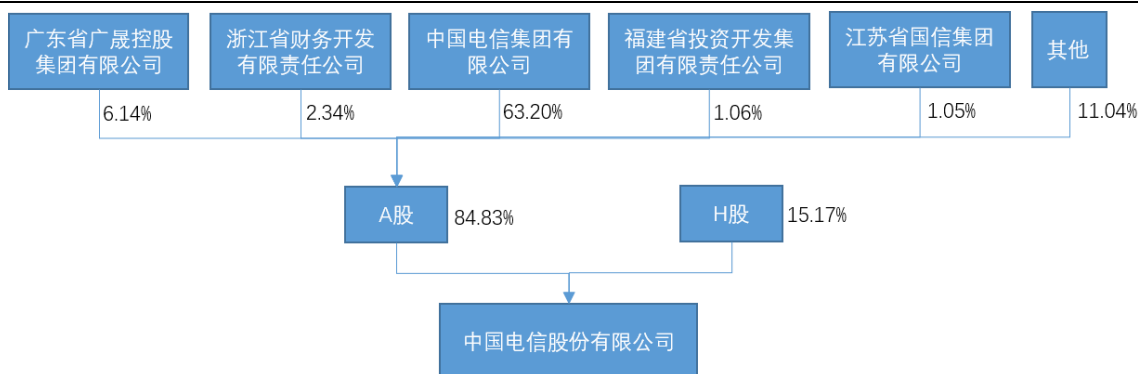 广东省广晟控股
集团有限公司
浙江省财务开发
有限责任公司
中国电信集团有
限公司
福建省投资开发集
团有限责任公司
江苏省国信集团
有限公司
其他
6.14%
2.34%
63.20%
1.06%
1.05%
11.04%
A股
84.83%
H股
15.17%
中国电信股份有限公司